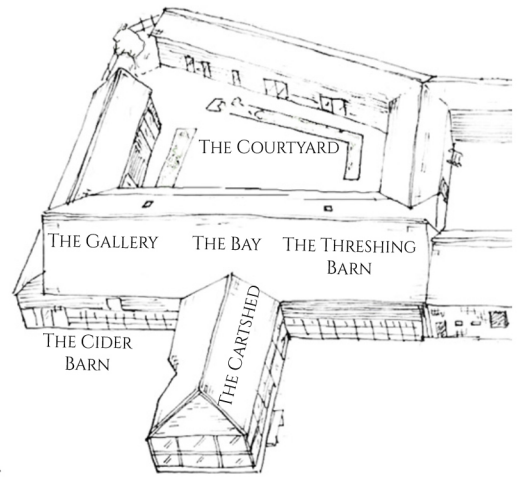 The Courtyard
The Gallery
The Bay
The Threshing
Barn
The Cartshed
The Cider
Barn